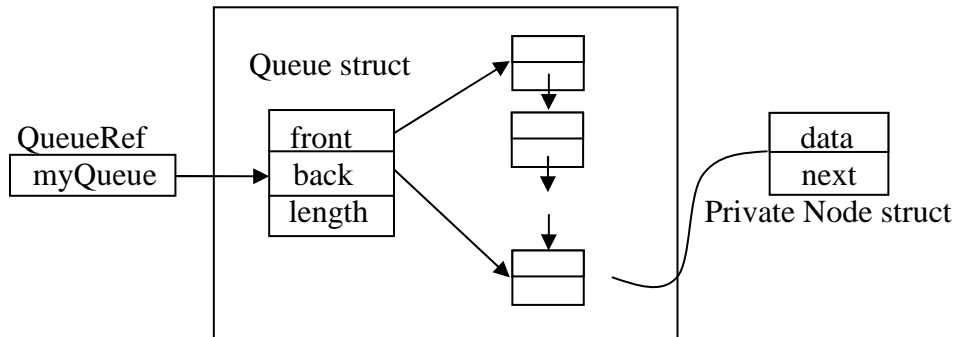 Queue struct
QueueRef
myQueue
front
back
length
data
next
Private Node struct